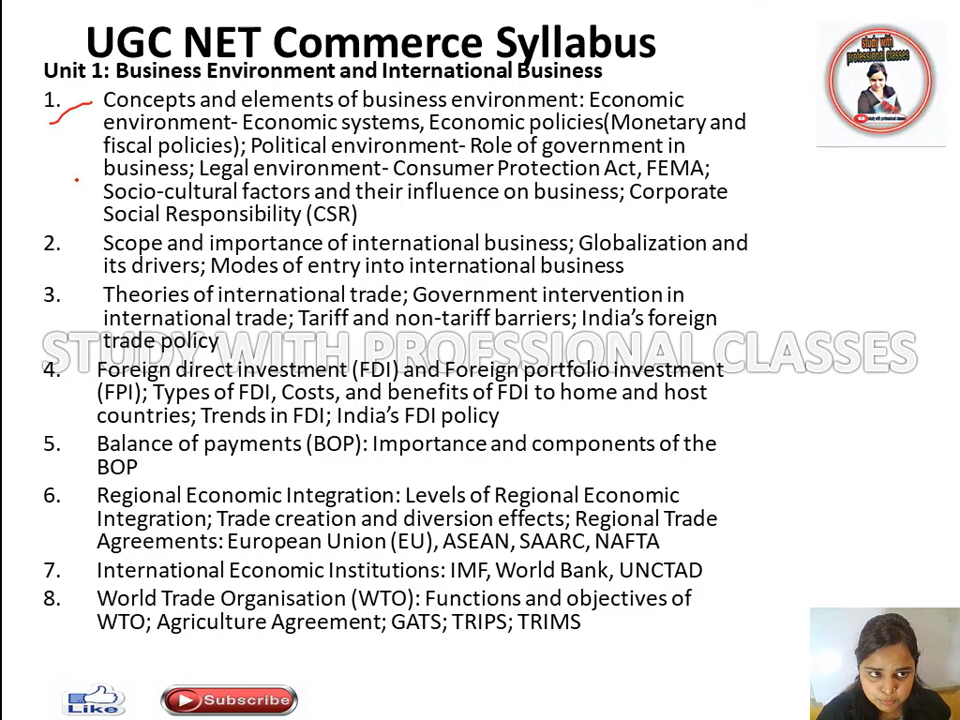 UGC NET Commerce Syllabus
Unit 1: Business Environment and International Business
1. Concepts and elements of business environment: Economic
environment- Economic systems, Economic policies(Monetary and
fiscal policies); Political environment- Role of government in
business; Legal environment- Consumer Protection Act, FEMA;
Socio-cultural factors and their influence on business; Corporate
Social Responsibility (CSR)
2. Scope and importance of international business; Globalization and
its drivers; Modes of entry into international business
3. Theories of international trade; Government intervention in
international trade; Tariff and non-tariff barriers; India’s foreign
trade policy
STUDY WITH PROFESSIONAL CLASSES
4. Foreign direct investment (FDI) and Foreign portfolio investment
(FPI); Types of FDI, Costs, and benefits of FDI to home and host
countries; Trends in FDI; India’s FDI policy
5. Balance of payments (BOP): Importance and components of the
BOP
6. Regional Economic Integration: Levels of Regional Economic
Integration; Trade creation and diversion effects; Regional Trade
Agreements: European Union (EU), ASEAN, SAARC, NAFTA
7. International Economic Institutions: IMF, World Bank, UNCTAD
8. World Trade Organisation (WTO): Functions and objectives of
WTO; Agriculture Agreement; GATS; TRIPS; TRIMS
study with
professional classes
Like
Subscribe